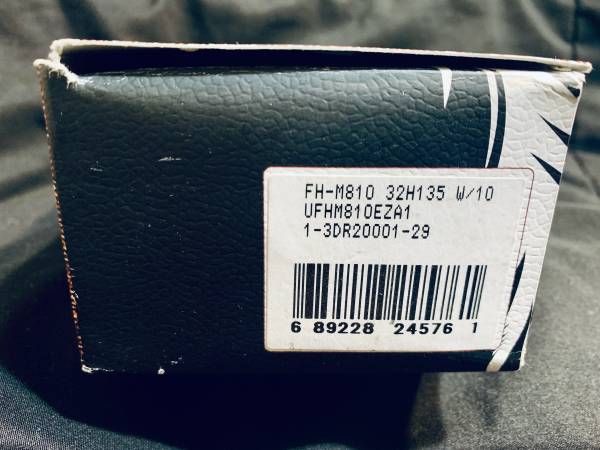 FH-M810 32H135 W/10
UFHM810EZA1
1-3DR20001-29
6 89228 24576 1